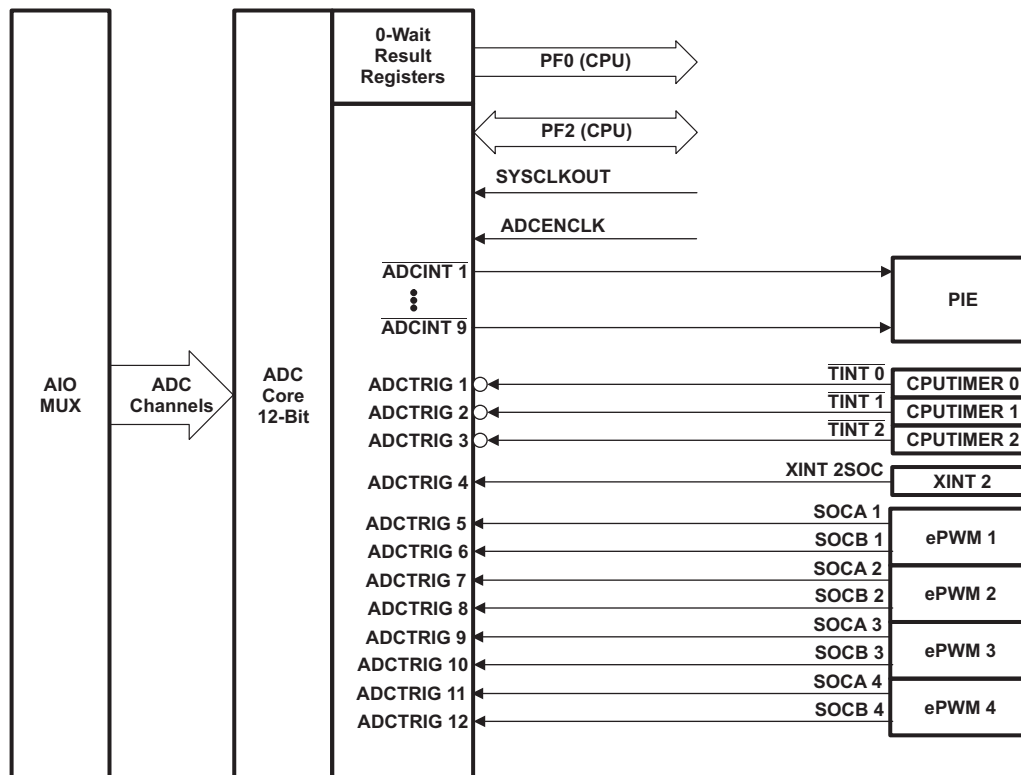 0-Wait
Result
Registers
PF0 (CPU)
PF2 (CPU)
SYSCLKOUT
ADCENCLK
ADCINT 1
PIE
ADCINT 9
AIO
MUX
ADC
Channels
ADC
Core
12-Bit
ADCTRIG 1
TINT 0
CPUTIMER 0
ADCTRIG 2
TINT 1
CPUTIMER 1
ADCTRIG 3
TINT 2
CPUTIMER 2
ADCTRIG 4
XINT 2SOC
XINT 2
ADCTRIG 5
SOCA 1
ePWM 1
ADCTRIG 6
SOCB 1
ADCTRIG 7
SOCA 2
ePWM 2
ADCTRIG 8
SOCB 2
ADCTRIG 9
SOCA 3
ePWM 3
ADCTRIG 10
SOCB 3
ADCTRIG 11
SOCA 4
ePWM 4
ADCTRIG 12
SOCB 4